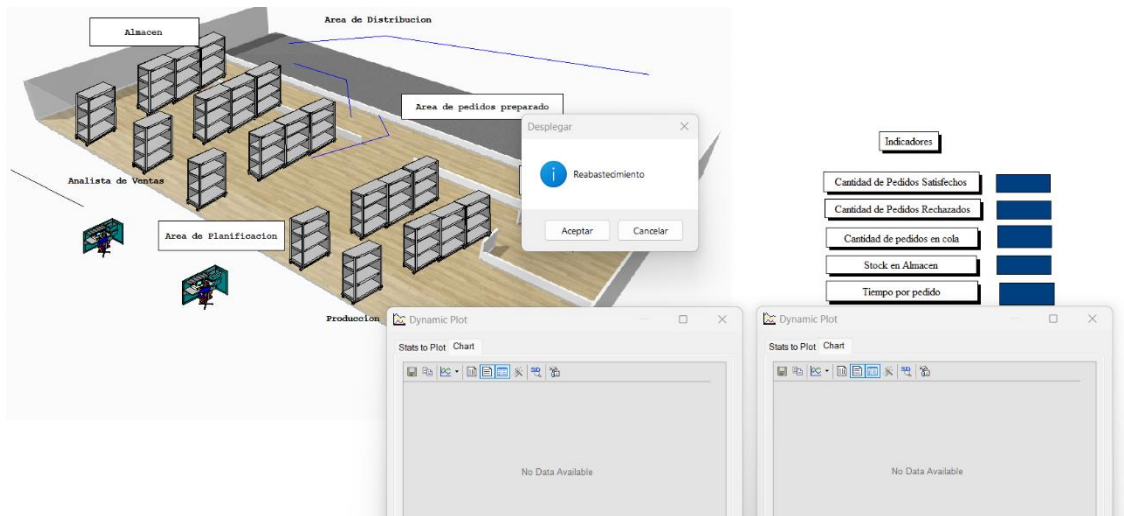 Area de Distribucion
Almacen
Area de pedidos preparado
Desplegar
Reabastecimiento
Aceptar
Cancelar
Analista de Ventas
Area de Planificacion
Produccion
Indicadores
Cantidad de Pedidos Satisfechos
Cantidad de Pedidos Rechazados
Cantidad de pedidos en cola
Stock en Almacen
Tiempo por pedido
Dynamic Plot
Stats to Plot
Chart
No Data Available
Dynamic Plot
Stats to Plot
Chart
No Data Available